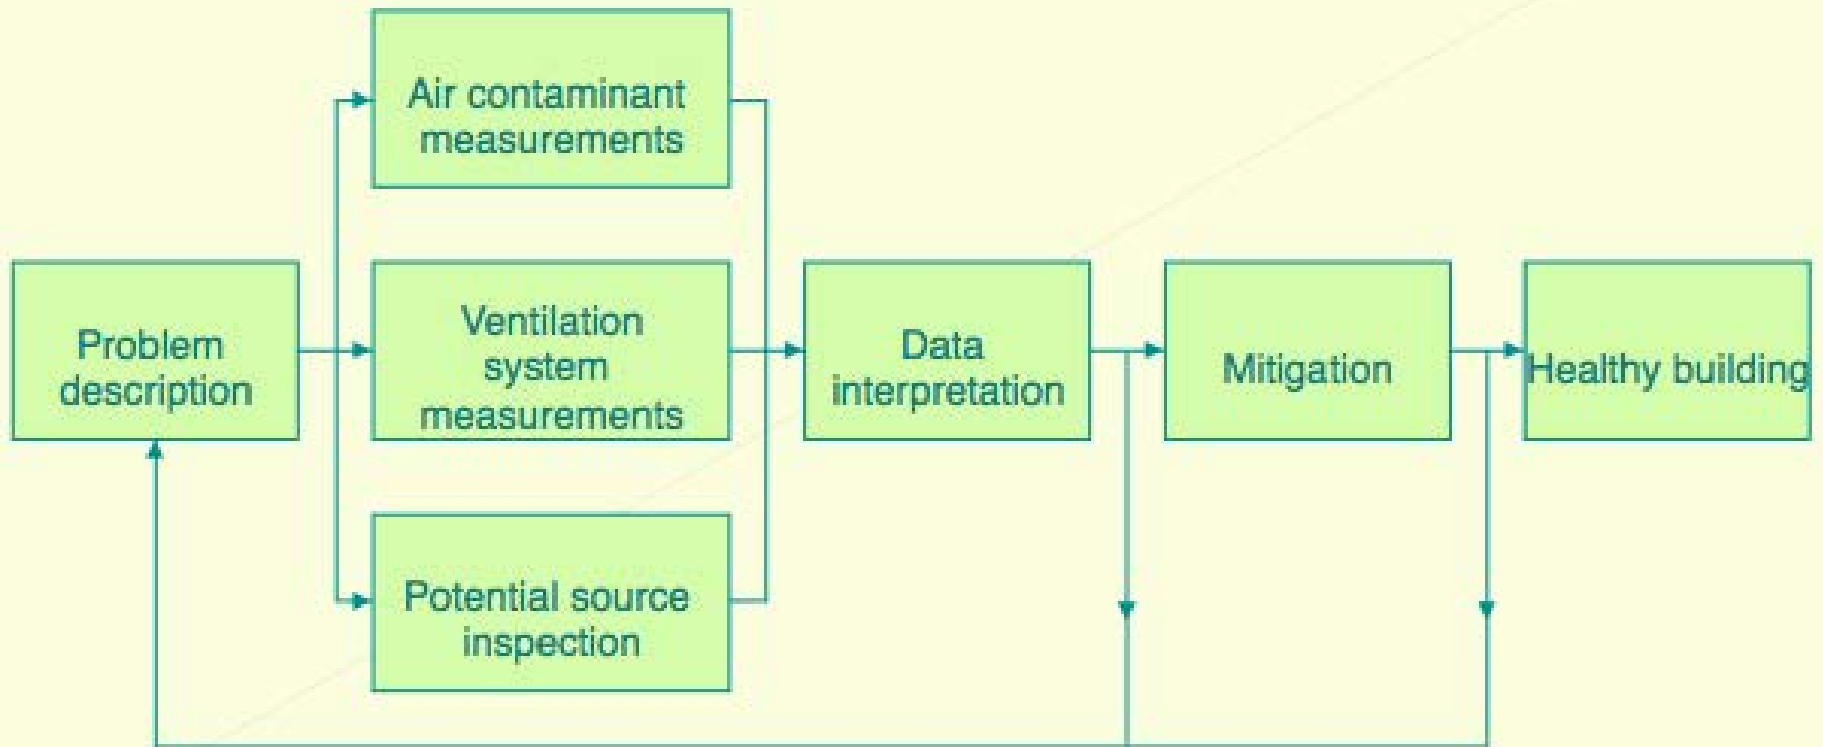 Air contaminant
measurements
Problem
description
Ventilation
system
measurements
Data
interpretation
Mitigation
Healthy building
Potential source
inspection